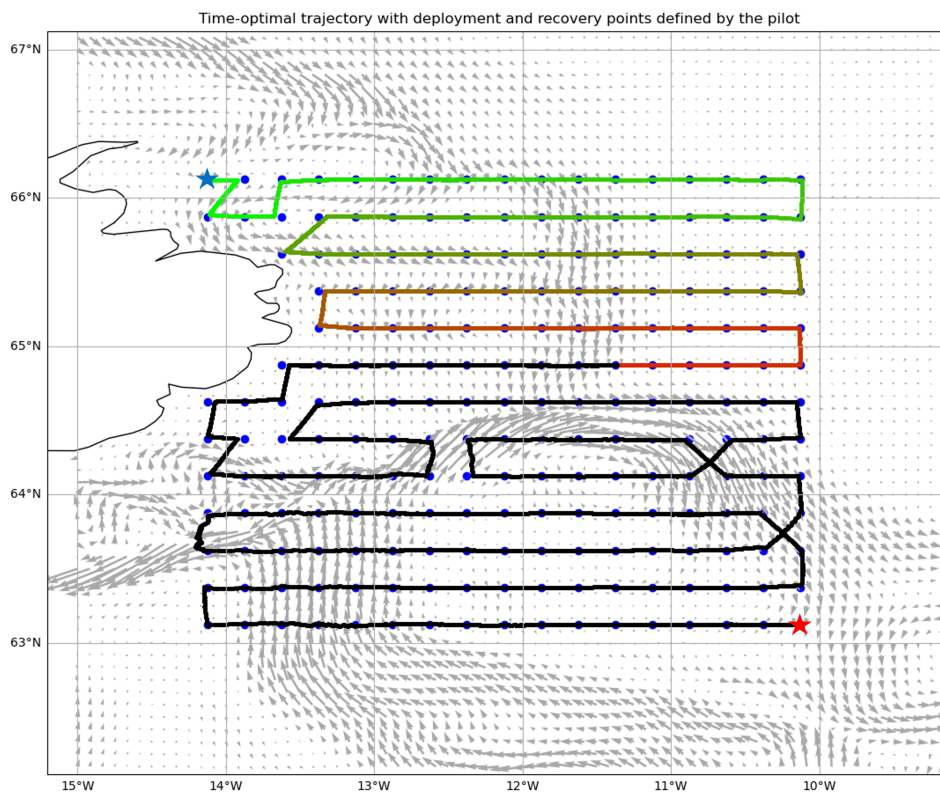 Time-optimal trajectory with deployment and recovery points defined by the pilot
67°N
66°N
65°N
64°N
63°N
15°W 14°W 13°W 12°W 11°W 10°W